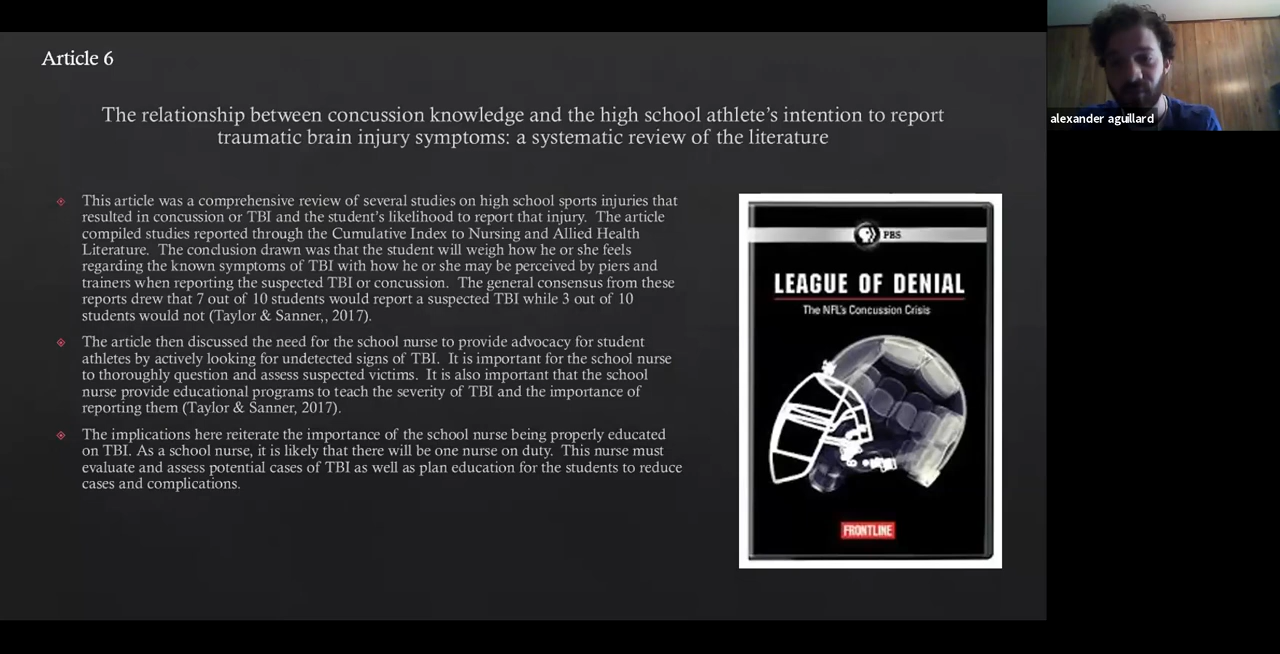 Article 6
The relationship between concussion knowledge and the high school athlete's intention to report
traumatic brain injury symptoms: a systematic review of the literature
This article was a comprehensive review of several studies on high school sports injuries that
resulted in concussion or TBI and the student's likelihood to report that injury.  The article
compiled studies reported through the Cumulative Index to Nursing and Allied Health
Literature.  The conclusion drawn was that the student will weigh how he or she feels
regarding the known symptoms of TBI with how he or she may be perceived by piers and
trainers when reporting the suspected TBI or concussion.  The general consensus from these
reports drew that 7 out of 10 students would report a suspected TBI while 3 out of 10
students would not (Taylor & Sanner,, 2017).
The article then discussed the need for the school nurse to provide advocacy for student
athletes by actively looking for undetected signs of TBI.  It is important for the school nurse
to thoroughly question and assess suspected victims.  It is also important that the school
nurse provide educational programs to teach the severity of TBI and the importance of
reporting them (Taylor & Sanner, 2017).
The implications here reiterate the importance of the school nurse being properly educated
on TBI. As a school nurse, it is likely that there will be one nurse on duty.  This nurse must
evaluate and assess potential cases of TBI as well as plan education for the students to reduce
cases and complications.
PBS
LEAGUE OF DENIAL
The NFL's Concussion Crisis
FRONTLINE
alexander aguillard